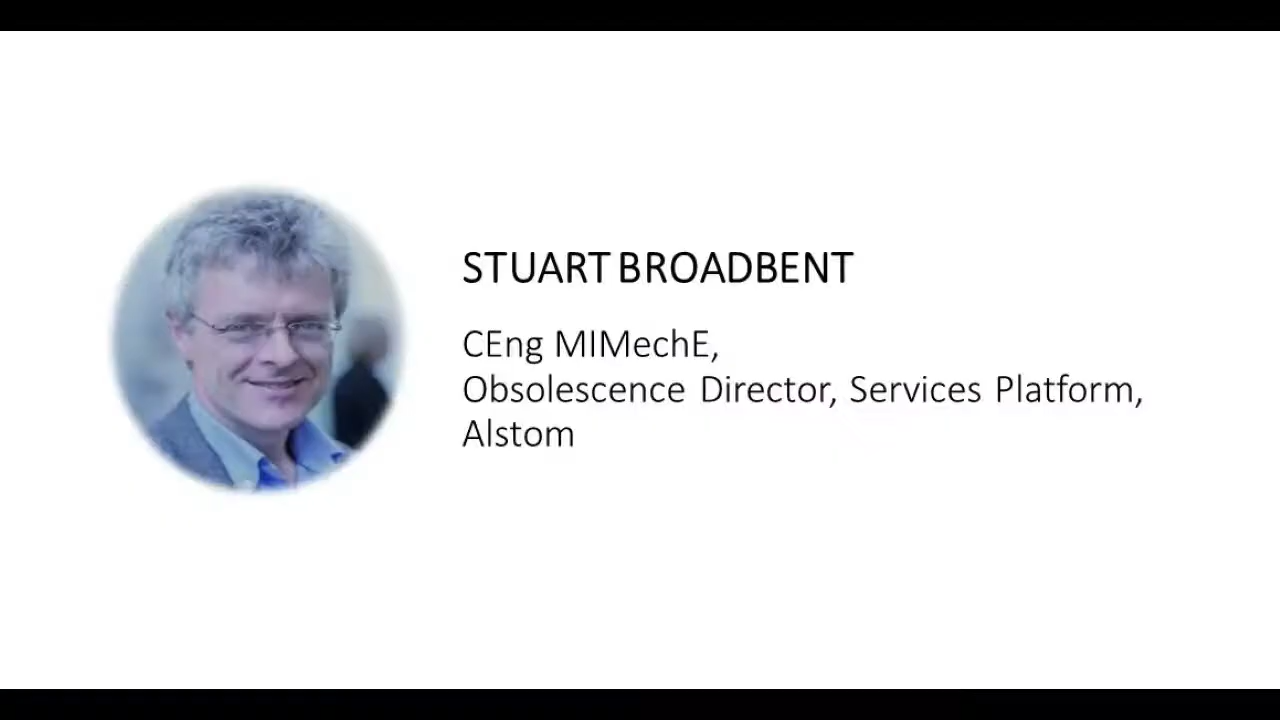 STUART BROADBENT
CEng MIMechE,
Obsolescence Director, Services Platform,
Alstom